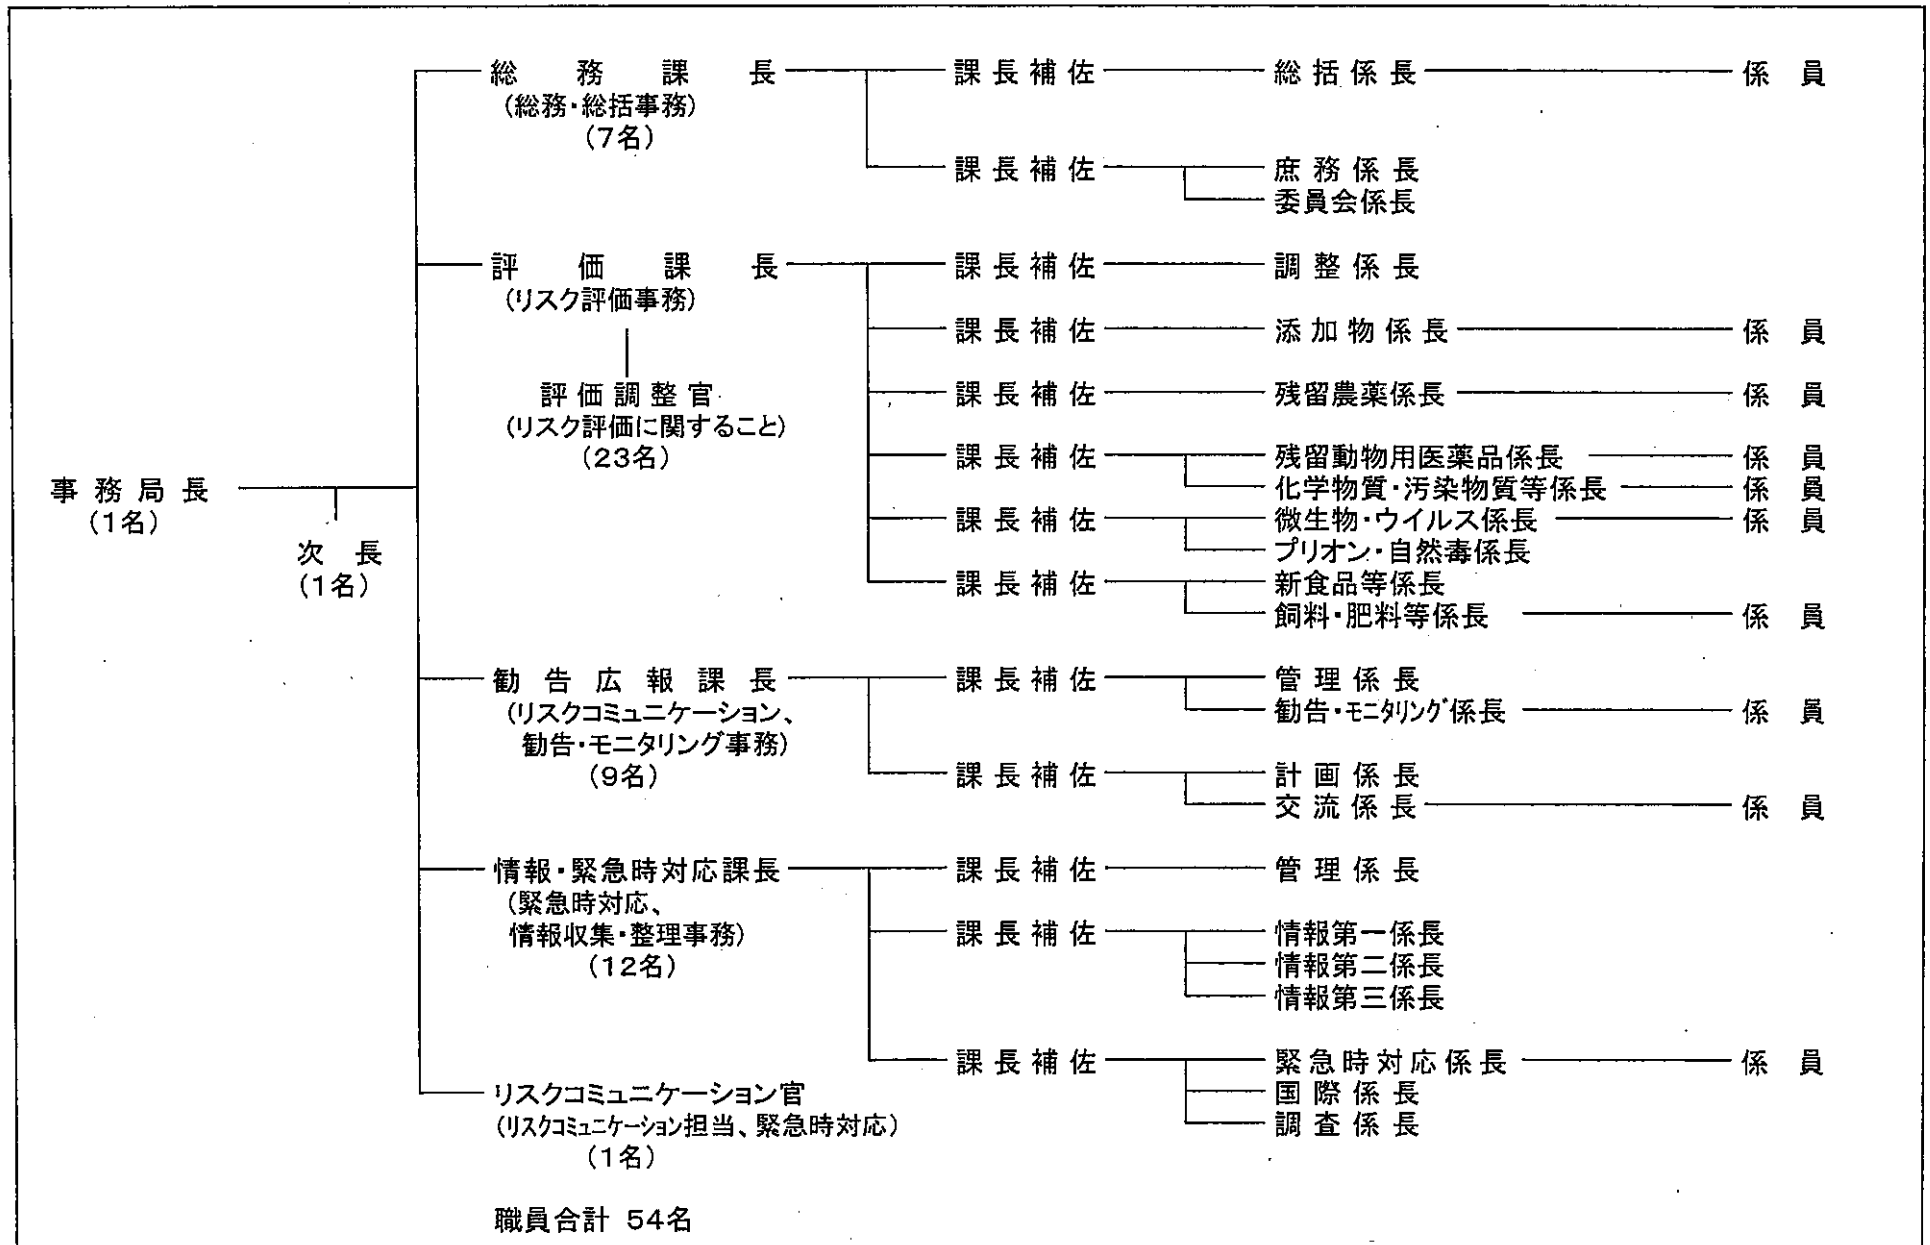 総務課長 課長補佐 総括係長 係員
(総務・総括事務)
(7名)
課長補佐 庶務係長
委員会係長
評価課長 課長補佐 調整係長
(リスク評価事務)
課長補佐 添加物係長 係員
評価調整官 課長補佐 残留農薬係長 係員
(リスク評価に関すること)
(23名) 課長補佐 残留動物用医薬品係長 係員
事務局長 化学物質・汚染物質等係長 係員
(1名) 課長補佐 微生物・ウイルス係長 係員
次長 プリオン・自然毒係長
(1名) 課長補佐 新食品等係長
飼料・肥料等係長 係員
勧告広報課長 課長補佐 管理係長
(リスクコミュニケーション、 勧告・モニタリング係長 係員
勧告・モニタリング事務)
(9名) 課長補佐 計画係長
交流係長 係員
情報・緊急時対応課長 課長補佐 管理係長
(緊急時対応、
情報収集・整理事務) 課長補佐 情報第一係長
(12名) 情報第二係長
情報第三係長
課長補佐 緊急時対応係長 係員
リスクコミュニケーション官 国際係長
(リスクコミュニケーション担当、緊急時対応) 調査係長
(1名)
職員合計 54名